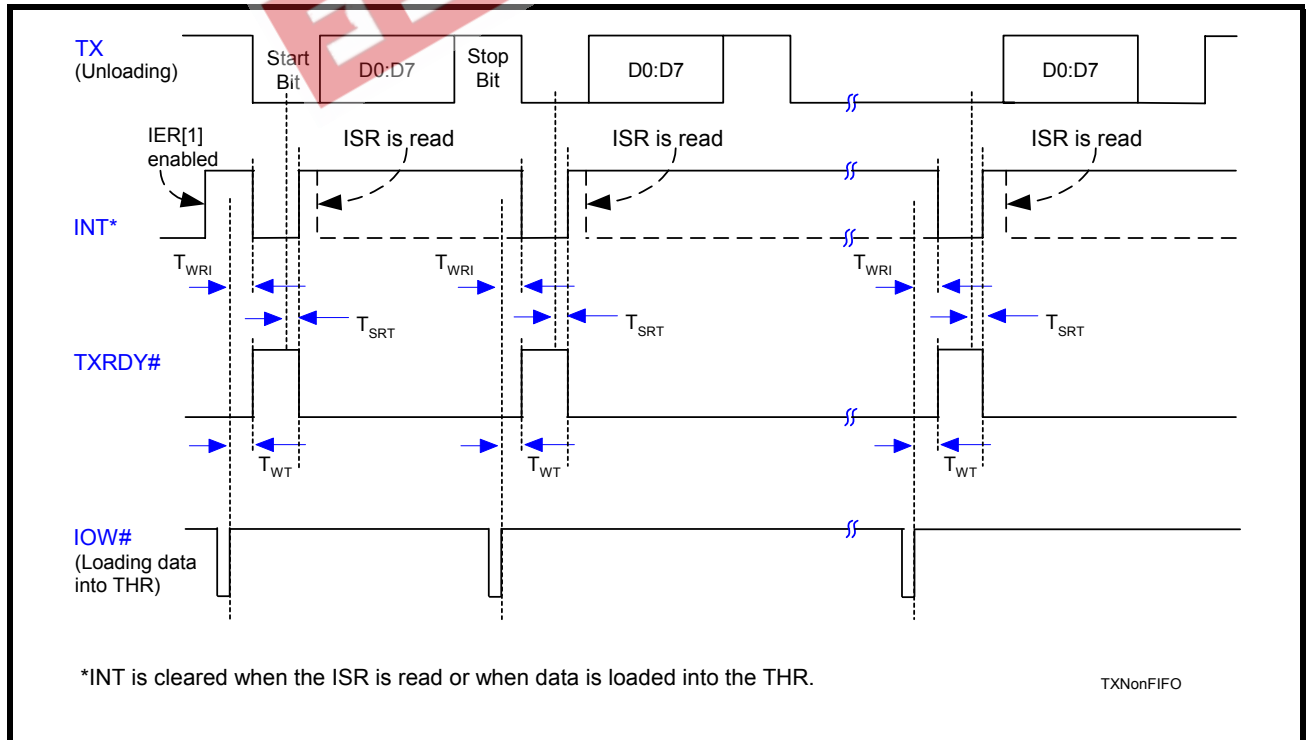 TX
(Unloading)
Start
Bit
D0:D7
Stop
Bit
D0:D7
D0:D7
IER[1]
enabled
ISR is read
ISR is read
ISR is read
INT*
TWRI
TWRI
TWRI
TSRT
TSRT
TSRT
TXRDY#
TWT
TWT
TWT
IOW#
(Loading data
into THR)
*INT is cleared when the ISR is read or when data is loaded into the THR.
TXNonFIFO